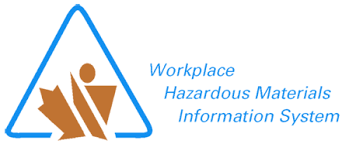 Workplace
Hazardous Materials
Information System